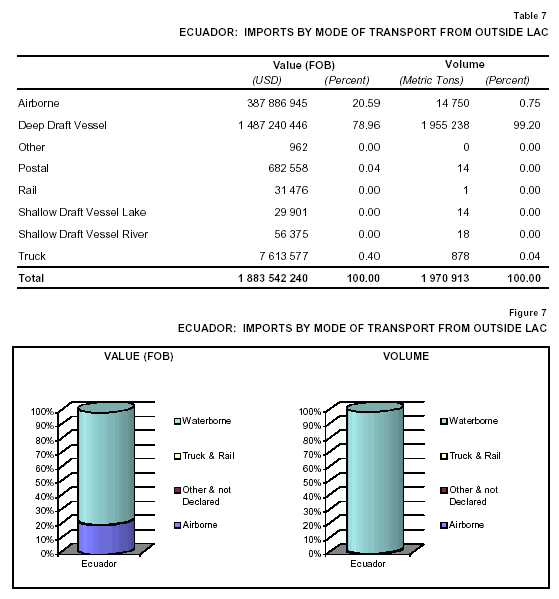 Table 7
ECUADOR: IMPORTS BY MODE OF TRANSPORT FROM OUTSIDE LAC
Value (FOB) Volume
(USD) (Percent) (Metric Tons) (Percent)
Airborne 387 886 945 20.59 14 750 0.75
Deep Draft Vessel 1 487 240 446 78.96 1 955 238 99.20
Other 962 0.00 0 0.00
Postal 682 558 0.04 14 0.00
Rail 31 476 0.00 1 0.00
Shallow Draft Vessel Lake 29 901 0.00 14 0.00
Shallow Draft Vessel River 56 375 0.00 18 0.00
Truck 7 613 577 0.40 878 0.04
Total 1 883 542 240 100.00 1 970 913 100.00
Figure 7
ECUADOR: IMPORTS BY MODE OF TRANSPORT FROM OUTSIDE LAC
VALUE (FOB)
100%
90%
80%
70%
60%
50%
40%
30%
20%
10%
0%
Ecuador
Waterborne
Truck & Rail
Other & not
Declared
Airborne
VOLUME
100%
90%
80%
70%
60%
50%
40%
30%
20%
10%
0%
Ecuador
Waterborne
Truck & Rail
Other & not
Declared
Airborne